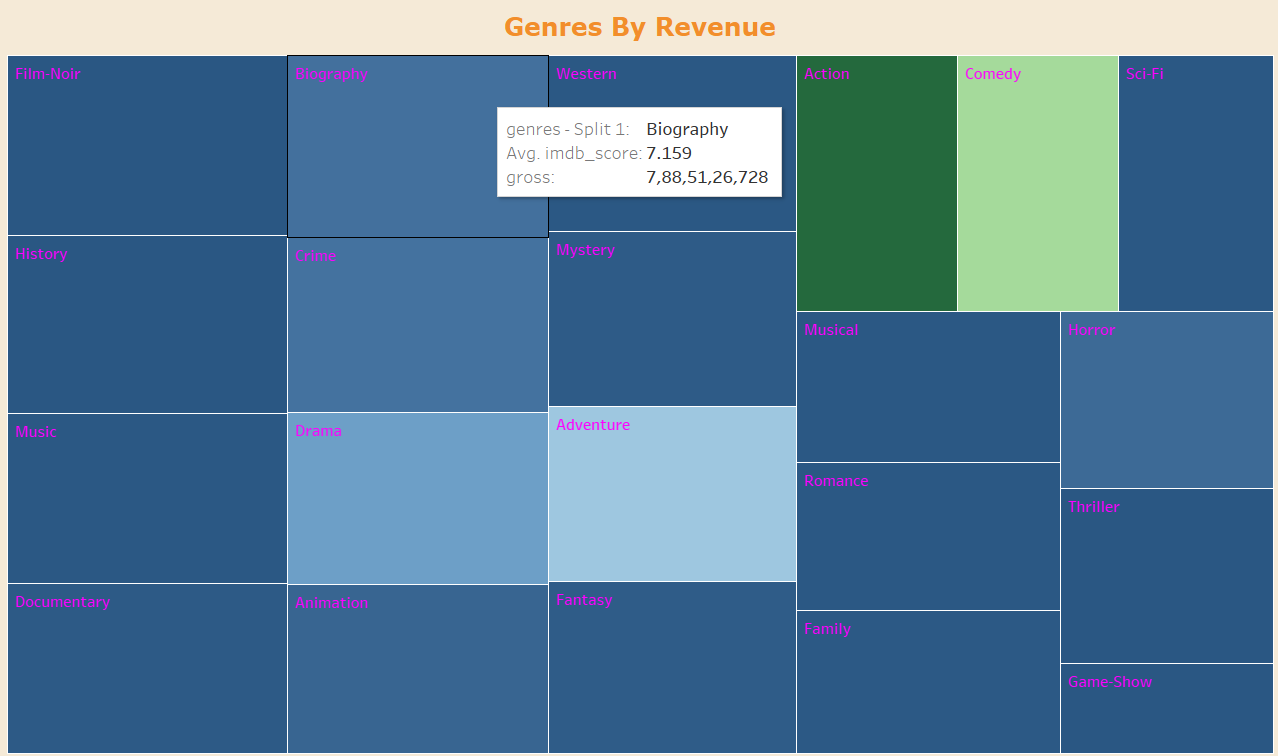 Genres By Revenue
Film-Noir
Biography
Western
Action
Comedy
Sci-Fi
genres - Split 1: Biography
Avg. imdb_score: 7.159
gross: 7,88,51,26,728
History
Crime
Mystery
Musical
Horror
Music
Drama
Adventure
Romance
Thriller
Documentary
Animation
Fantasy
Family
Game-Show